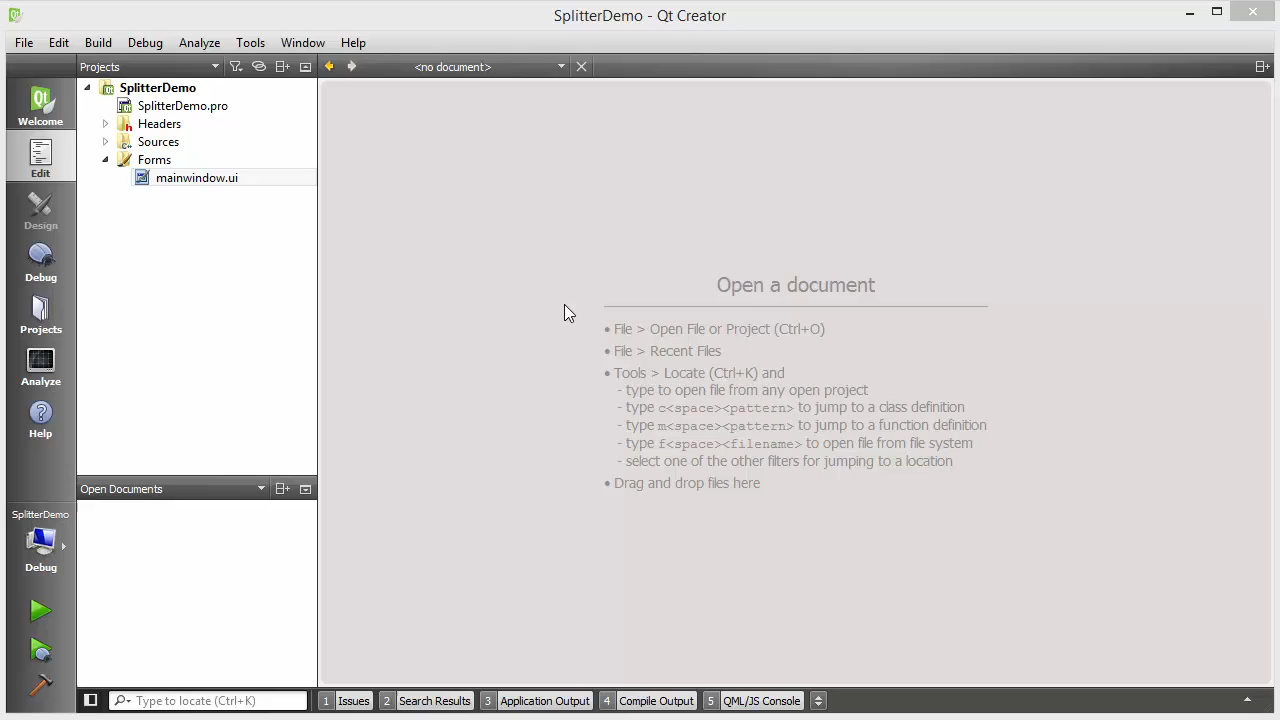 SplitterDemo - Qt Creator
File Edit Build Debug Analyze Tools Window Help
Projects
<no document>
Welcome
Edit
Design
Debug
Projects
Analyze
Help
SplitterDemo
Debug
SplitterDemo
SplitterDemo.pro
Headers
Sources
Forms
mainwindow.ui
Open Documents
Open a document
• File > Open File or Project (Ctrl+O)
• File > Recent Files
• Tools > Locate (Ctrl+K) and
- type to open file from any open project
- type c<space><pattern> to jump to a class definition
- type m<space><pattern> to jump to a function definition
- type f<space><filename> to open file from file system
- select one of the other filters for jumping to a location
• Drag and drop files here
Type to locate (Ctrl+K) 1 Issues 2 Search Results 3 Application Output 4 Compile Output 5 QML/JS Console